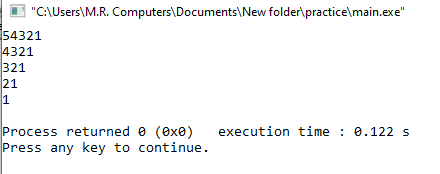 "C:\Users\M.R. Computers\Documents\New folder\practice\main.exe"
54321
4321
321
21
1
Process returned 0 (0x0)   execution time : 0.122 s
Press any key to continue.